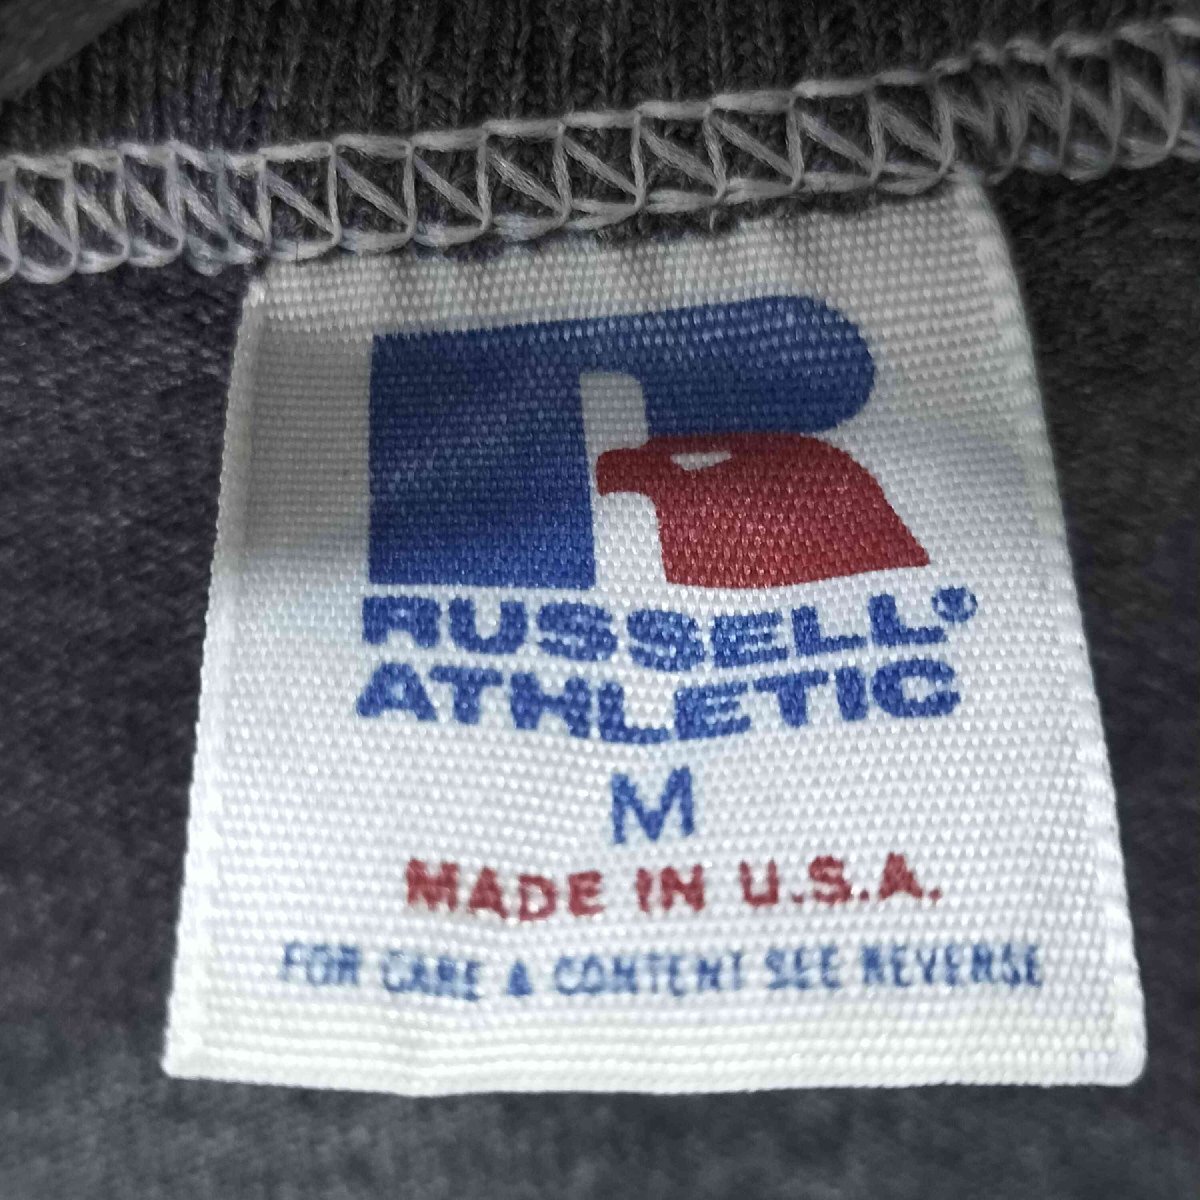 RUSSELL®
ATHLETIC
M
MADE IN U.S.A.
FOR CARE & CONTENT SEE REVERSE